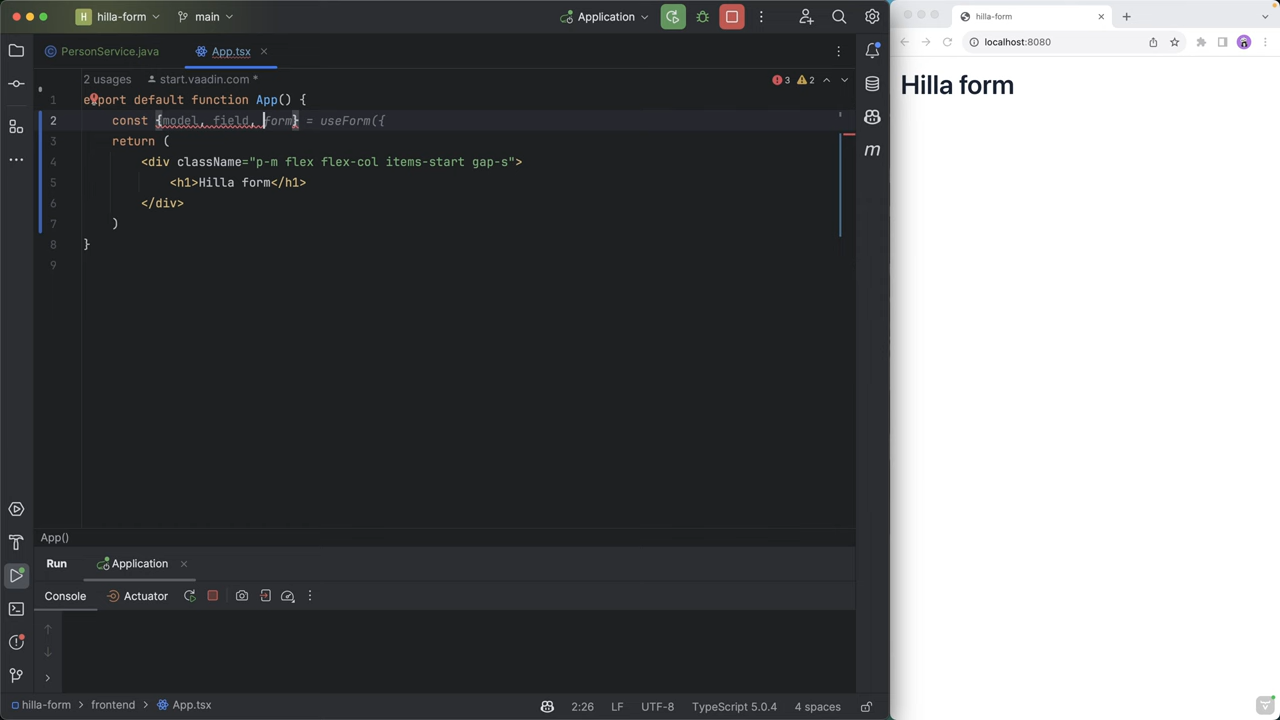 H hilla-form
Application
hilla-form
localhost:8080
PersonService.java
App.tsx
2 usages start.vaadin.com *
3 2
Hilla form
1 export default function App() {
2 const {model, field, form} = useForm({
3 return (
4 <div className="p-m flex flex-col items-start gap-s">
5 <h1>Hilla form</h1>
6 </div>
7 )
8 }
9
m
App()
Run Application
Console Actuator
hilla-form > frontend > App.tsx
2:26 LF UTF-8 TypeScript 5.0.4 4 spaces